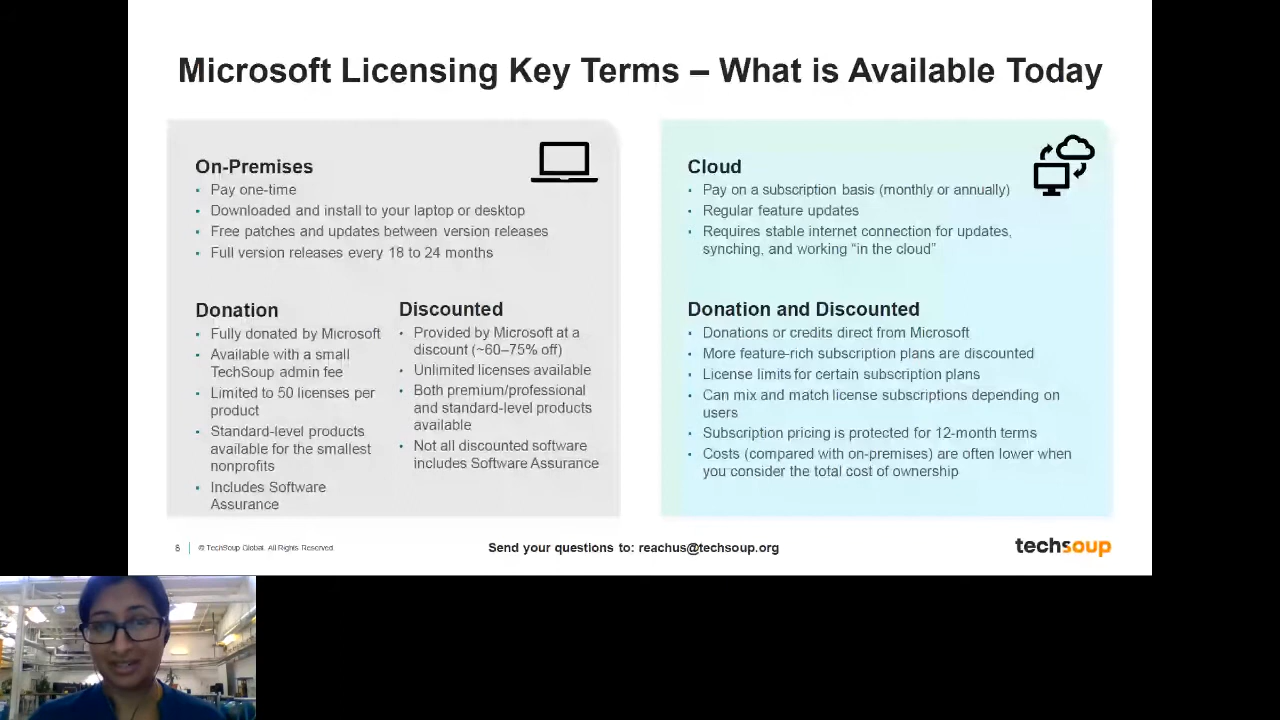 Microsoft Licensing Key Terms – What is Available Today
On-Premises
Pay one-time
Downloaded and install to your laptop or desktop
Free patches and updates between version releases
Full version releases every 18 to 24 months
Donation
Fully donated by Microsoft
Available with a small
TechSoup admin fee
Limited to 50 licenses per
product
Standard-level products
available for the smallest
nonprofits
Includes Software
Assurance
Discounted
Provided by Microsoft at a
discount (~60–75% off)
Unlimited licenses available
Both premium/professional
and standard-level products
available
Not all discounted software
includes Software Assurance
Cloud
Pay on a subscription basis (monthly or annually)
Regular feature updates
Requires stable internet connection for updates,
synching, and working “in the cloud”
Donation and Discounted
Donations or credits direct from Microsoft
More feature-rich subscription plans are discounted
License limits for certain subscription plans
Can mix and match license subscriptions depending on
users
Subscription pricing is protected for 12-month terms
Costs (compared with on-premises) are often lower when
you consider the total cost of ownership
6 | © TechSoup Global. All Rights Reserved
Send your questions to: reachus@techsoup.org
techsoup